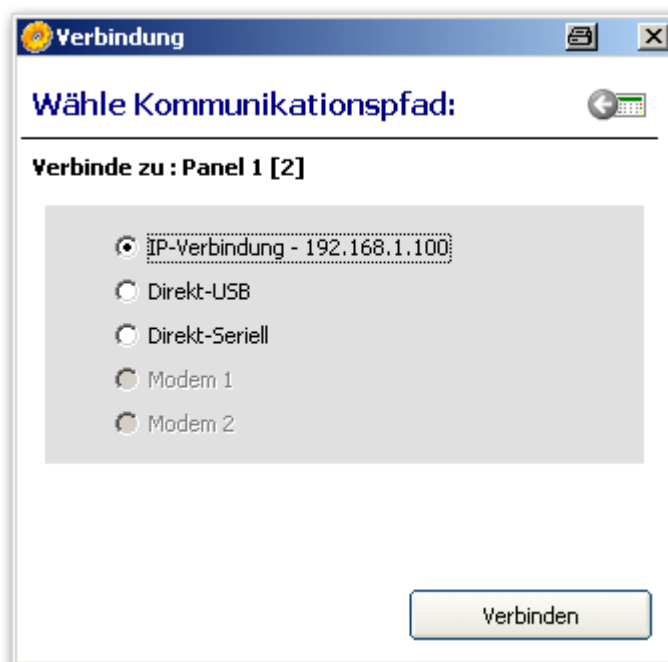 Verbindung
Wähle Kommunikationspfad:
Verbinde zu : Panel 1 [2]
IP-Verbindung - 192.168.1.100
Direkt-USB
Direkt-Seriell
Modem 1
Modem 2
Verbinden